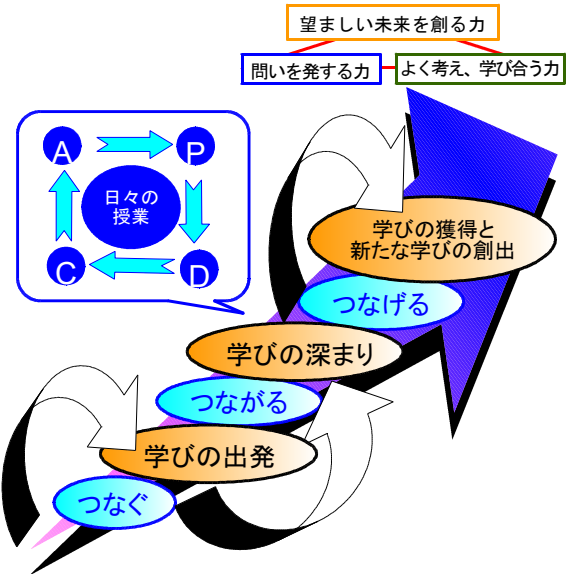 望ましい未来を創る力
問いを発する力
よく考え、学び合う力
A
P
日々の
授業
C
D
学びの獲得と
新たな学びの創出
つなげる
学びの深まり
つながる
学びの出発
つなぐ